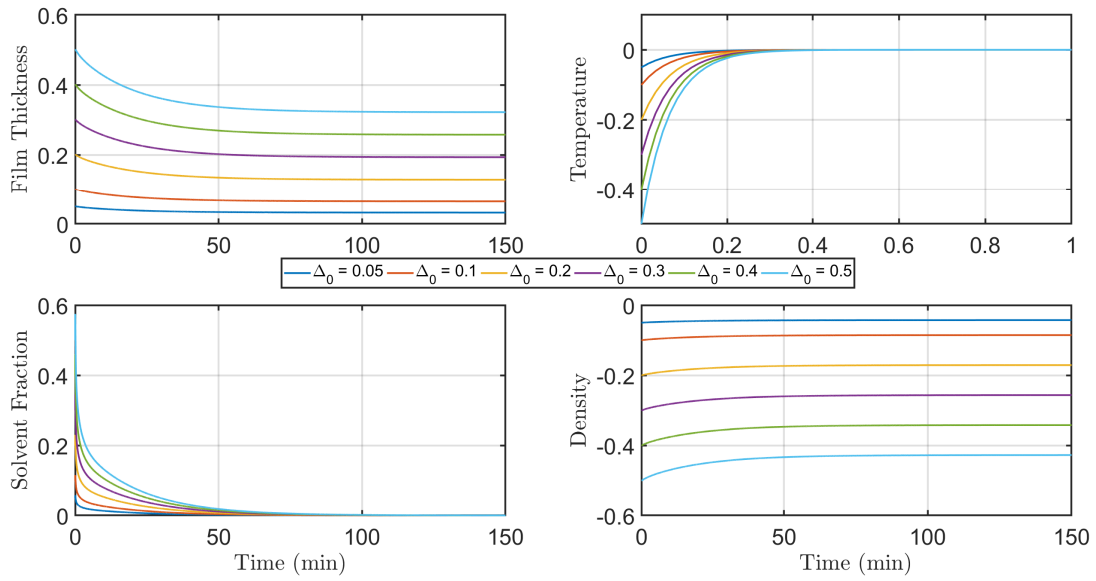 Film Thickness
0.6
0.4
0.2
0
0 50 100 150
Temperature
0
-0.2
-0.4
0 0.2 0.4 0.6 0.8 1
Δ0 = 0.05 Δ0 = 0.1 Δ0 = 0.2 Δ0 = 0.3 Δ0 = 0.4 Δ0 = 0.5
Solvent Fraction
0.6
0.4
0.2
0
0 50 100 150
Time (min)
Density
0
-0.2
-0.4
-0.6
0 50 100 150
Time (min)